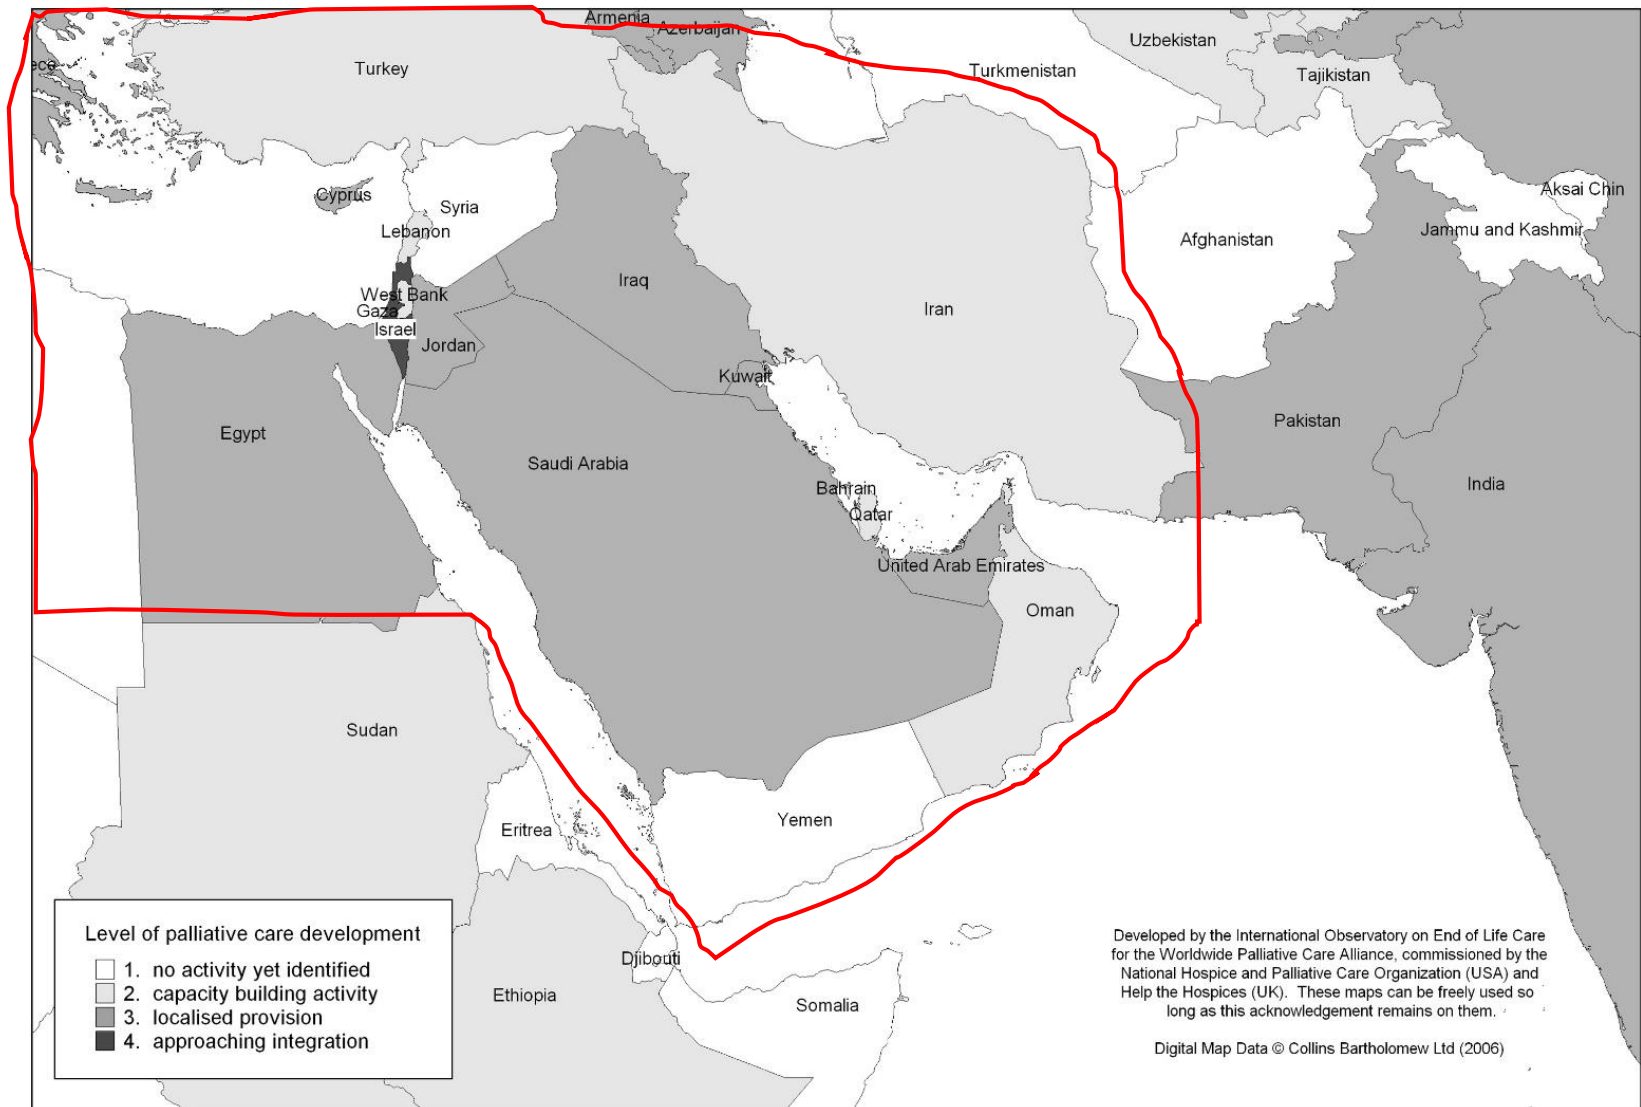 Armenia
Azerbaijan
Uzbekistan
ece
Turkey
Turkmenistan
Tajikistan
Cyprus
Syria
Aksai Chin
Lebanon
Afghanistan
Jammu and Kashmir
Iraq
West Bank
Gaza
Iran
Israel
Jordan
Kuwait
Pakistan
Egypt
Saudi Arabia
Bahrain
India
Qatar
United Arab Emirates
Oman
Sudan
Yemen
Eritrea
Djibouti
Ethiopia
Somalia
Level of palliative care development
1. no activity yet identified
2. capacity building activity
3. localised provision
4. approaching integration
Developed by the International Observatory on End of Life Care
for the Worldwide Palliative Care Alliance, commissioned by the
National Hospice and Palliative Care Organization (USA) and
Help the Hospices (UK). These maps can be freely used so
long as this acknowledgement remains on them.
Digital Map Data © Collins Bartholomew Ltd (2006)